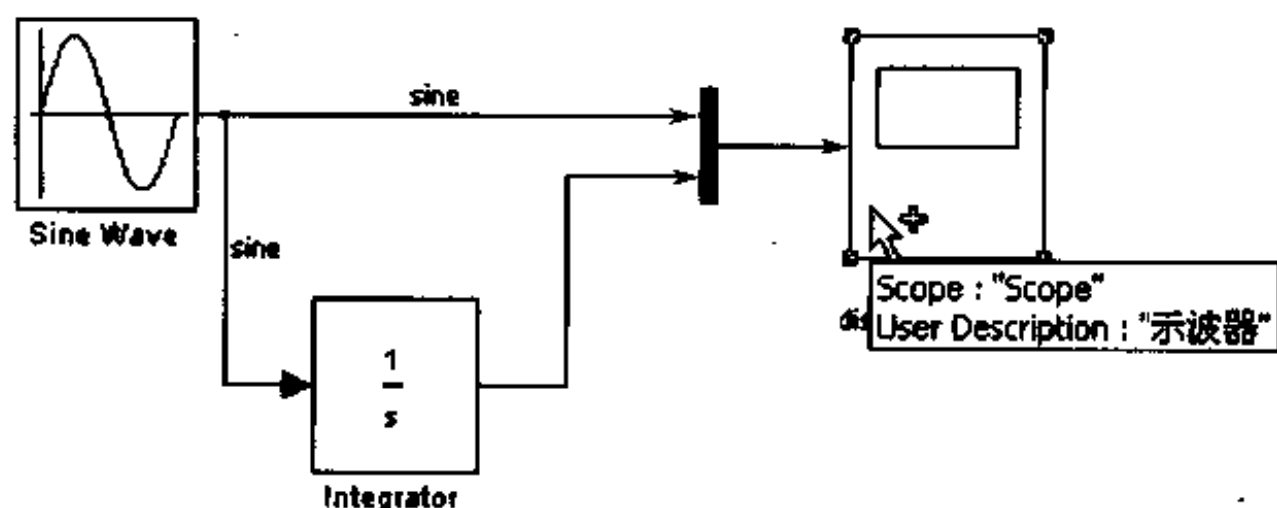 sine
Sine Wave
sine
1
s
Integrator
Scope : "Scope"
User Description : "示波器"